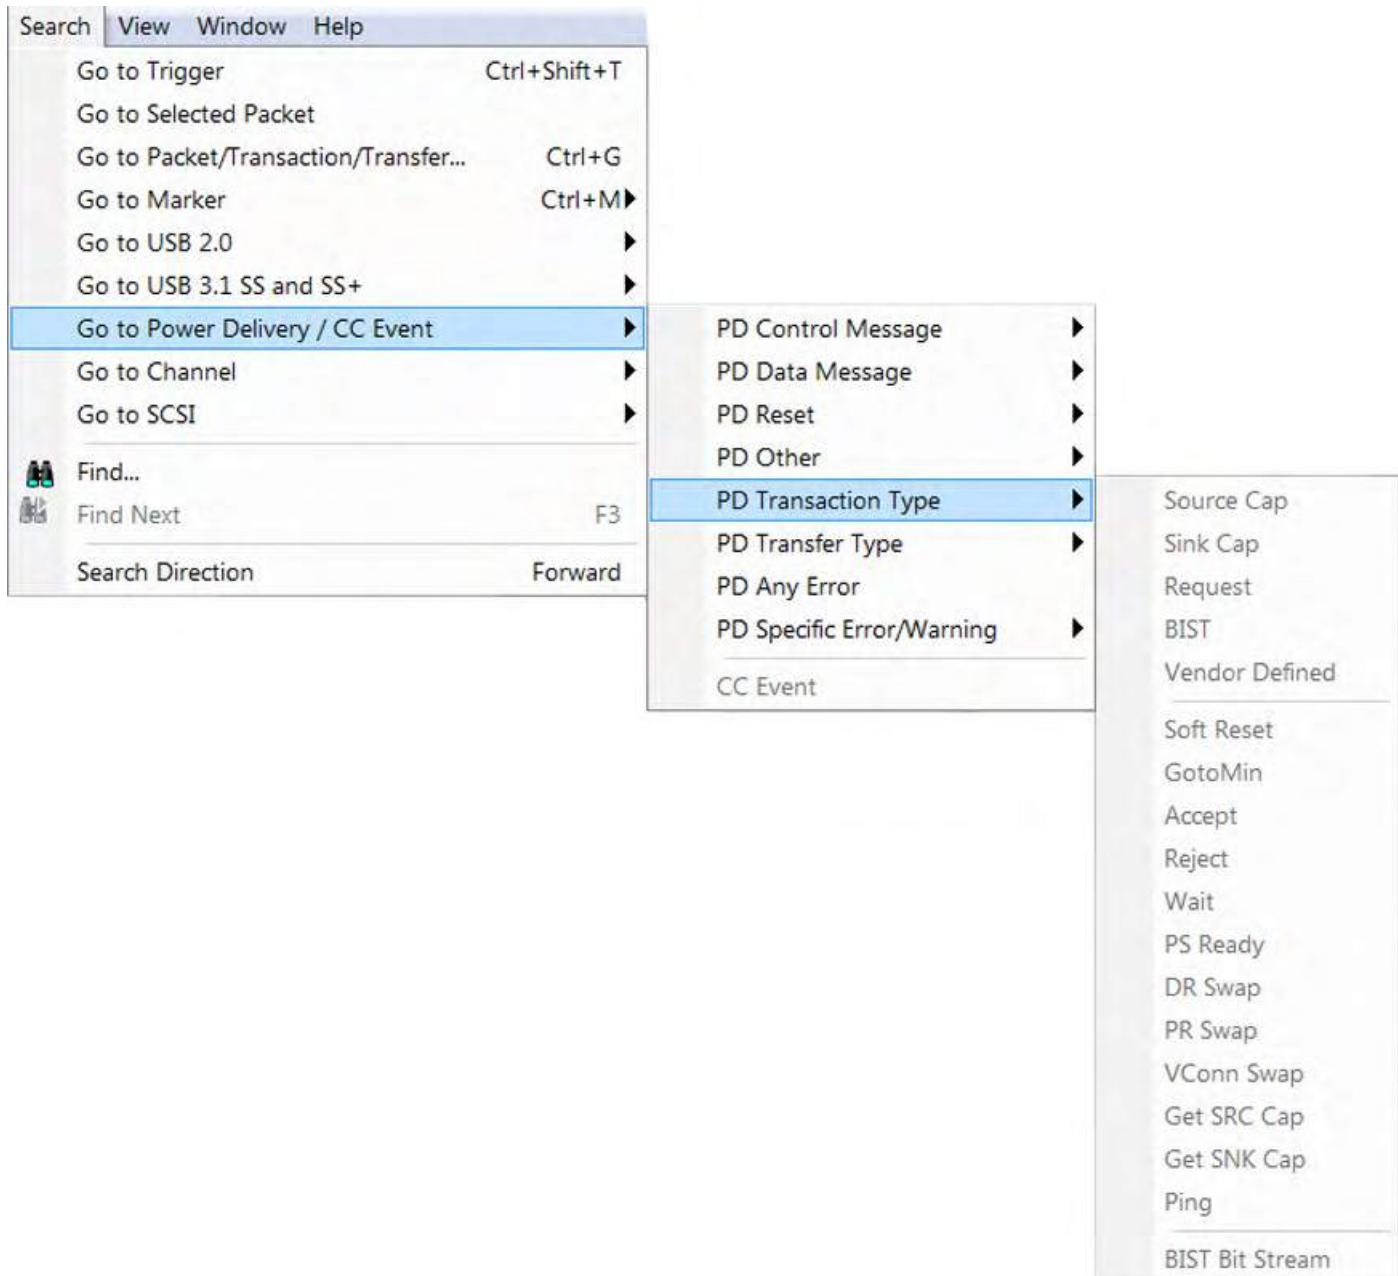 Search View Window Help
Go to Trigger Ctrl+Shift+T
Go to Selected Packet
Go to Packet/Transaction/Transfer... Ctrl+G
Go to Marker Ctrl+M
Go to USB 2.0
Go to USB 3.1 SS and SS+
Go to Power Delivery / CC Event
Go to Channel
Go to SCSI
Find...
Find Next F3
Search Direction Forward
PD Control Message
PD Data Message
PD Reset
PD Other
PD Transaction Type
PD Transfer Type
PD Any Error
PD Specific Error/Warning
CC Event
Source Cap
Sink Cap
Request
BIST
Vendor Defined
Soft Reset
GotoMin
Accept
Reject
Wait
PS Ready
DR Swap
PR Swap
VConn Swap
Get SRC Cap
Get SNK Cap
Ping
BIST Bit Stream